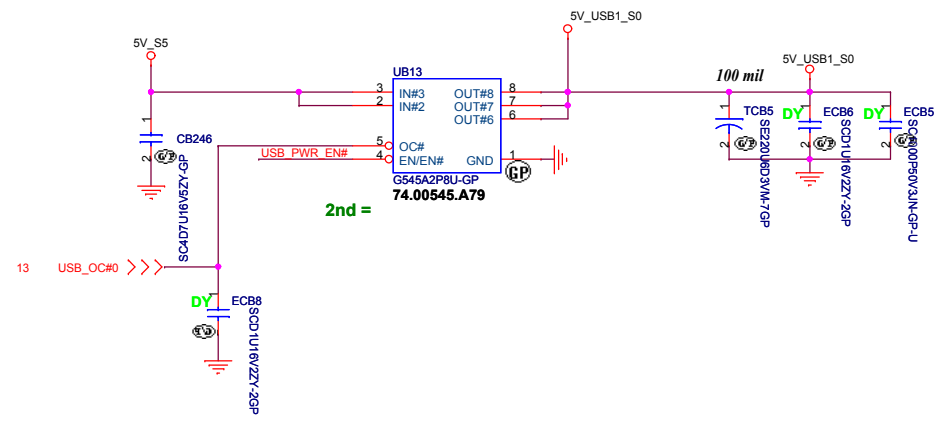 5V_USB1_S0
5V_S5
5V_USB1_S0
UB13
100 mil
3 IN#3 OUT#8 8
2 IN#2 OUT#7 7
OUT#6 6
5 OC#
USB_PWR_EN# 4 EN/EN# GND 1
GP
G545A2P8U-GP
74.00545.A79
2nd =
1
CB246
2
SC4D7U16V5ZY-GP
1
TCB5
2
SE220U6D3VM-7GP
DY
1
ECB6
2
SCD1U16V2ZY-2GP
DY
1
ECB5
2
13 USB_OC#0
DY
1
ECB8
SCD1U16V2ZY-2GP